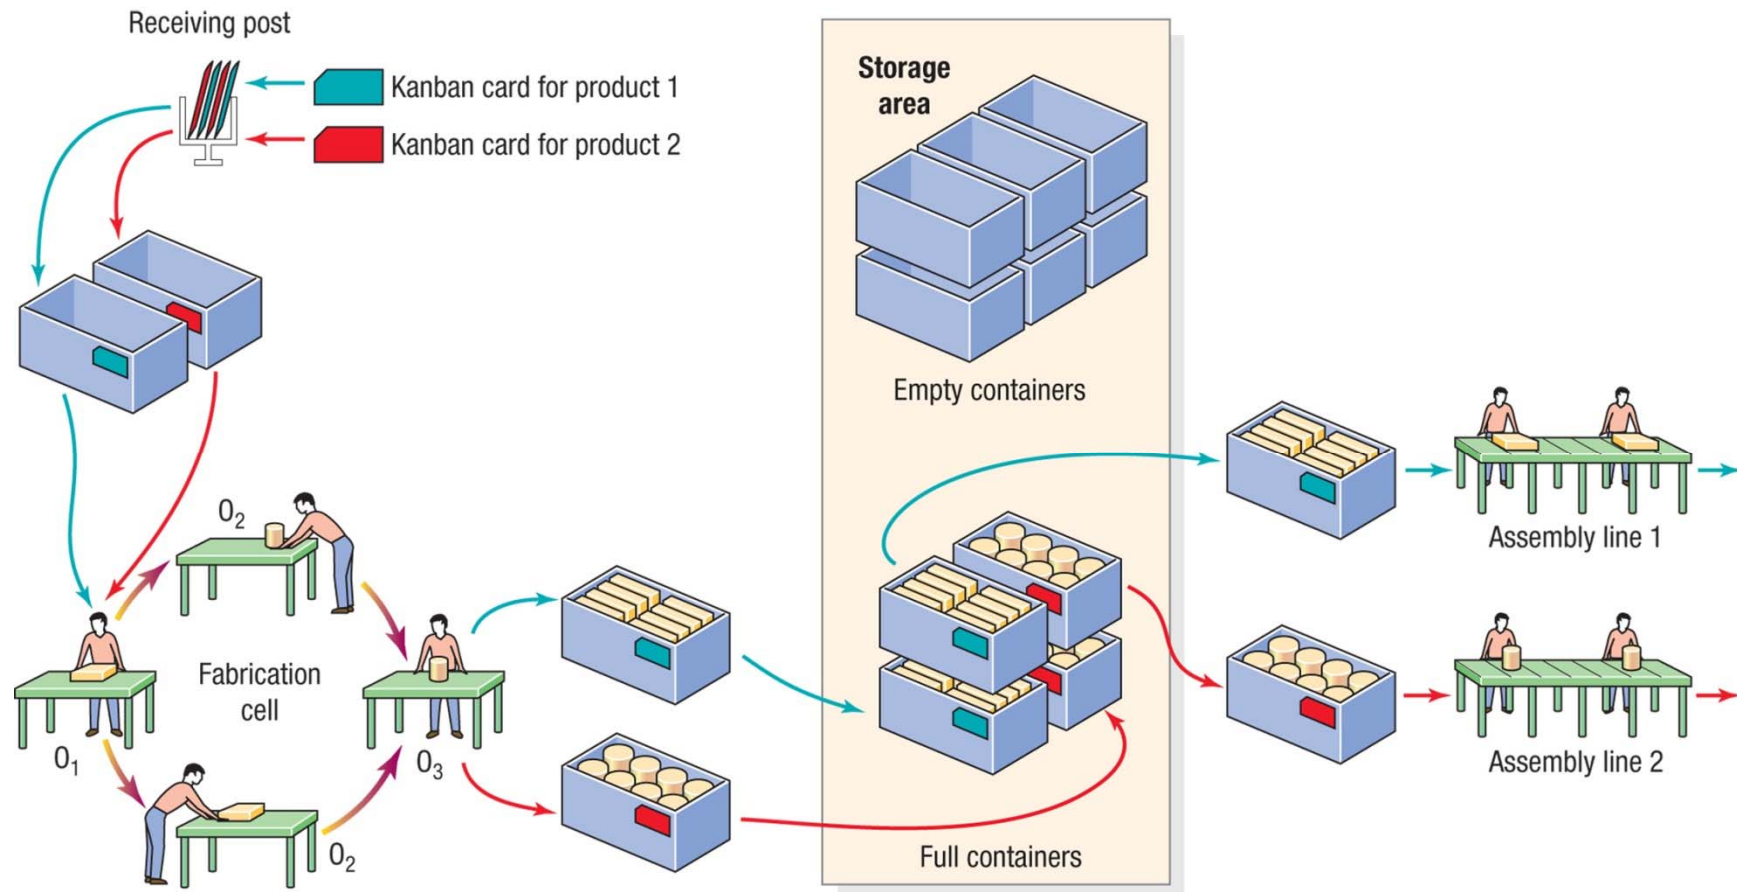 Receiving post
Kanban card for product 1
Kanban card for product 2
Storage
area
Empty containers
O₂
Fabrication
cell
O₁
O₃
O₂
Full containers
Assembly line 1
Assembly line 2